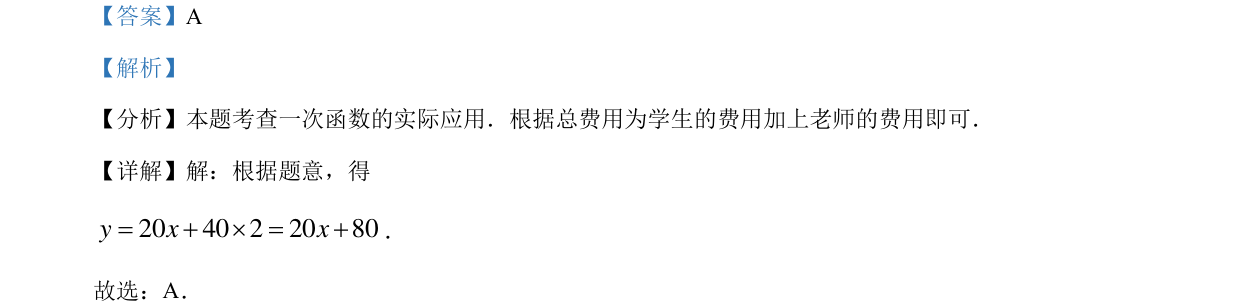 【答案】A
【解析】
【分析】本题考查一次函数的实际应用．根据总费用为学生的费用加上老师的费用即可．
【详解】解：根据题意，得
y = 20x + 40 × 2 = 20x + 80．
故选：A．